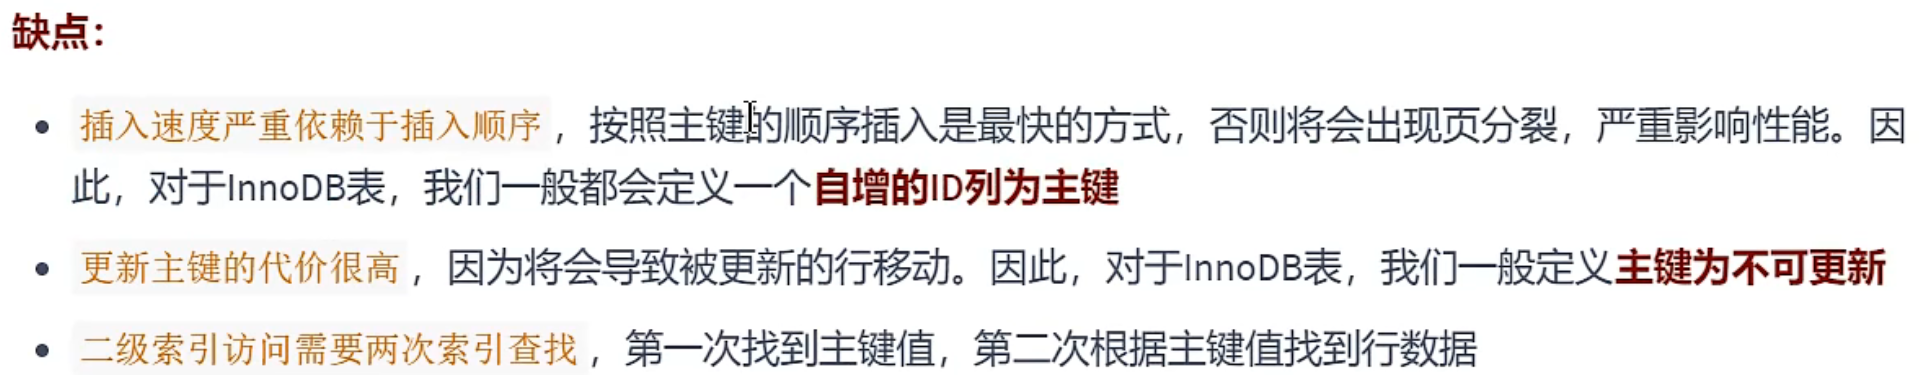 缺点：
插入速度严重依赖于插入顺序，按照主键的顺序插入是最快的方式，否则将会出现页分裂，严重影响性能。因
此，对于InnoDB表，我们一般都会定义一个自增的ID列为主键
更新主键的代价很高，因为将会导致被更新的行移动。因此，对于InnoDB表，我们一般定义主键为不可更新
二级索引访问需要两次索引查找，第一次找到主键值，第二次根据主键值找到行数据